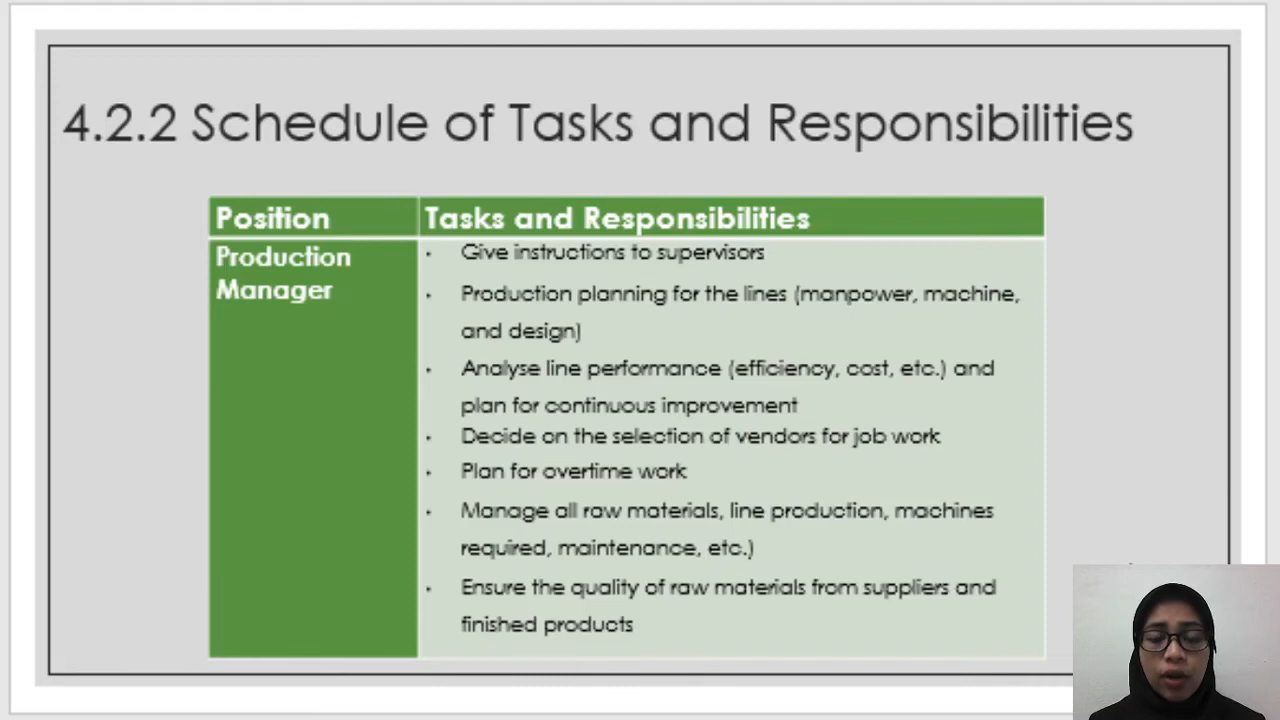 4.2.2 Schedule of Tasks and Responsibilities
Position
Tasks and Responsibilities
Production
Manager
• Give instructions to supervisors
• Production planning for the lines (manpower, machine,
and design)
• Analyse line performance (efficiency, cost, etc.) and
plan for continuous improvement
• Decide on the selection of vendors for job work
• Plan for overtime work
• Manage all raw materials, line production, machines
required, maintenance, etc.)
• Ensure the quality of raw materials from suppliers and
finished products